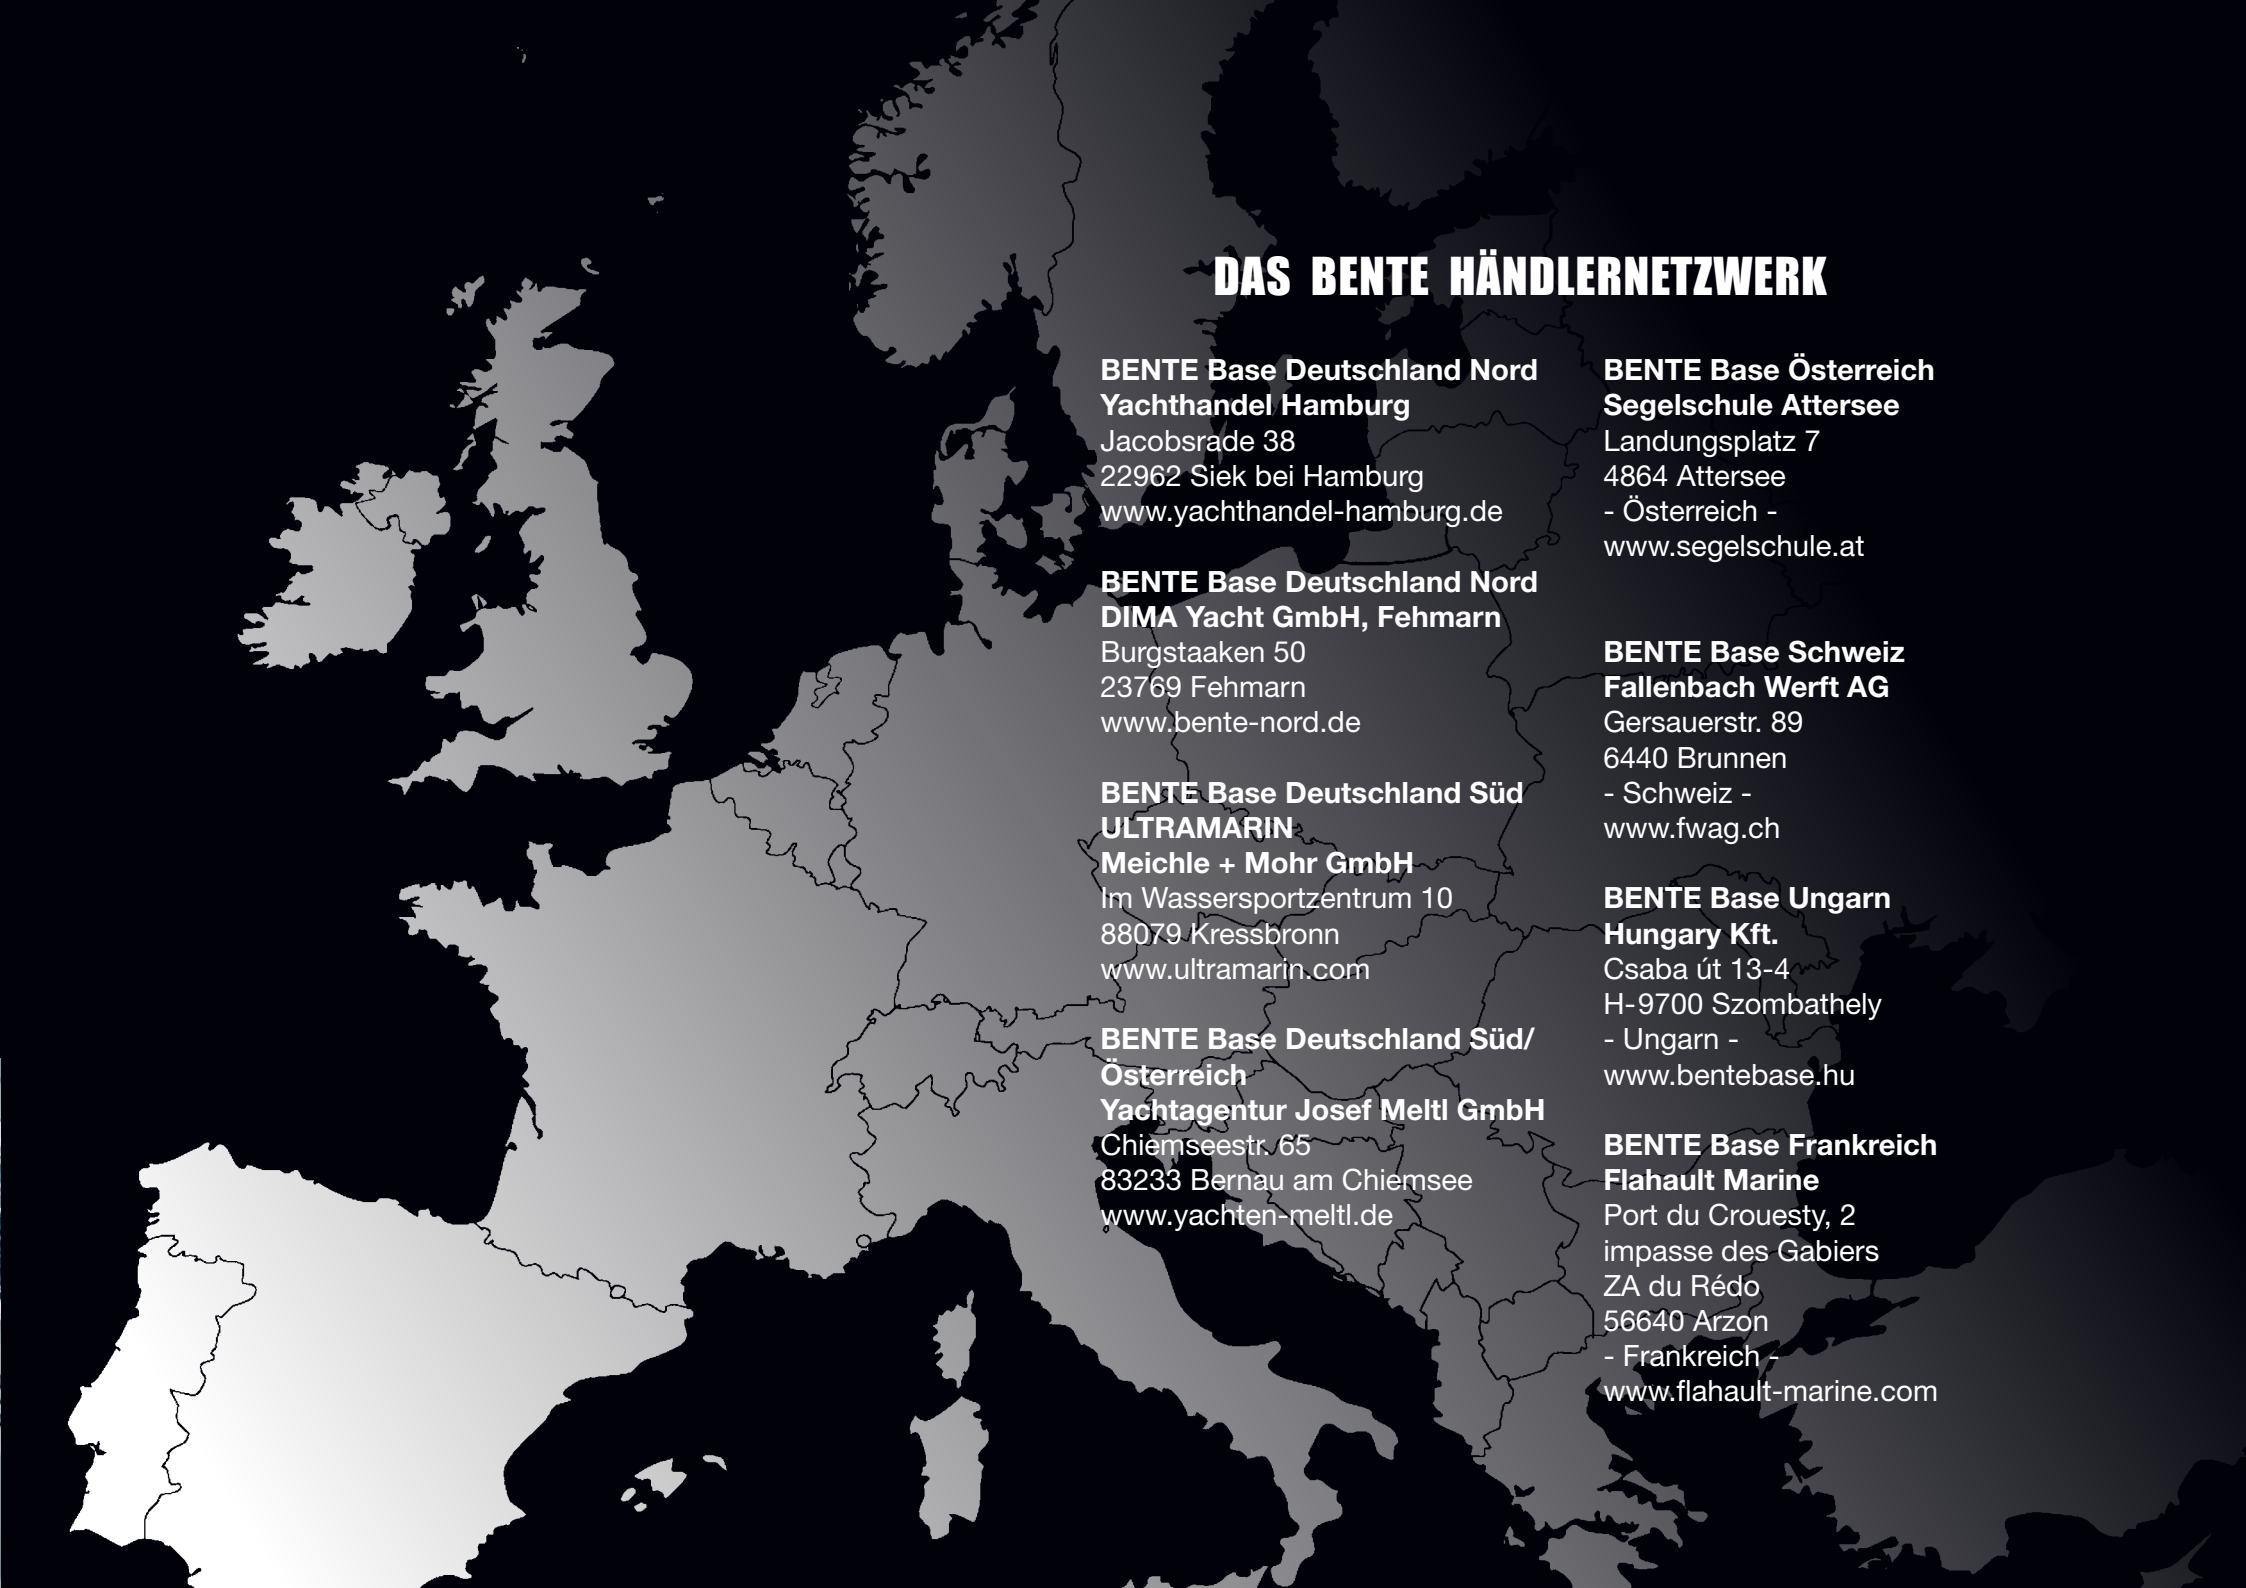 DAS BENTE HÄNDLERNETZWERK
BENTE Base Deutschland Nord
Yachthandel Hamburg
Jacobsrade 38
22962 Siek bei Hamburg
www.yachthandel-hamburg.de
BENTE Base Deutschland Nord
DIMA Yacht GmbH, Fehmarn
Burgstaaken 50
23769 Fehmarn
www.bente-nord.de
BENTE Base Deutschland Süd
ULTRAMARIN
Meichle + Mohr GmbH
Im Wassersportzentrum 10
88079 Kressbronn
www.ultramarin.com
BENTE Base Deutschland Süd/
Österreich
Yachtagentur Josef Meltl GmbH
Chiemseestr. 65
83233 Bernau am Chiemsee
www.yachten-meltl.de
BENTE Base Österreich
Segelschule Attersee
Landungsplatz 7
4864 Attersee
- Österreich -
www.segelschule.at
BENTE Base Schweiz
Fallenbach Werft AG
Gersauerstr. 89
6440 Brunnen
- Schweiz -
www.fwag.ch
BENTE Base Ungarn
Hungary Kft.
Csaba út 13-4
H-9700 Szombathely
- Ungarn -
www.bentebase.hu
BENTE Base Frankreich
Flahault Marine
Port du Crouesty, 2
impasse des Gabiers
ZA du Rédo
56640 Arzon
- Frankreich -
www.flahault-marine.com